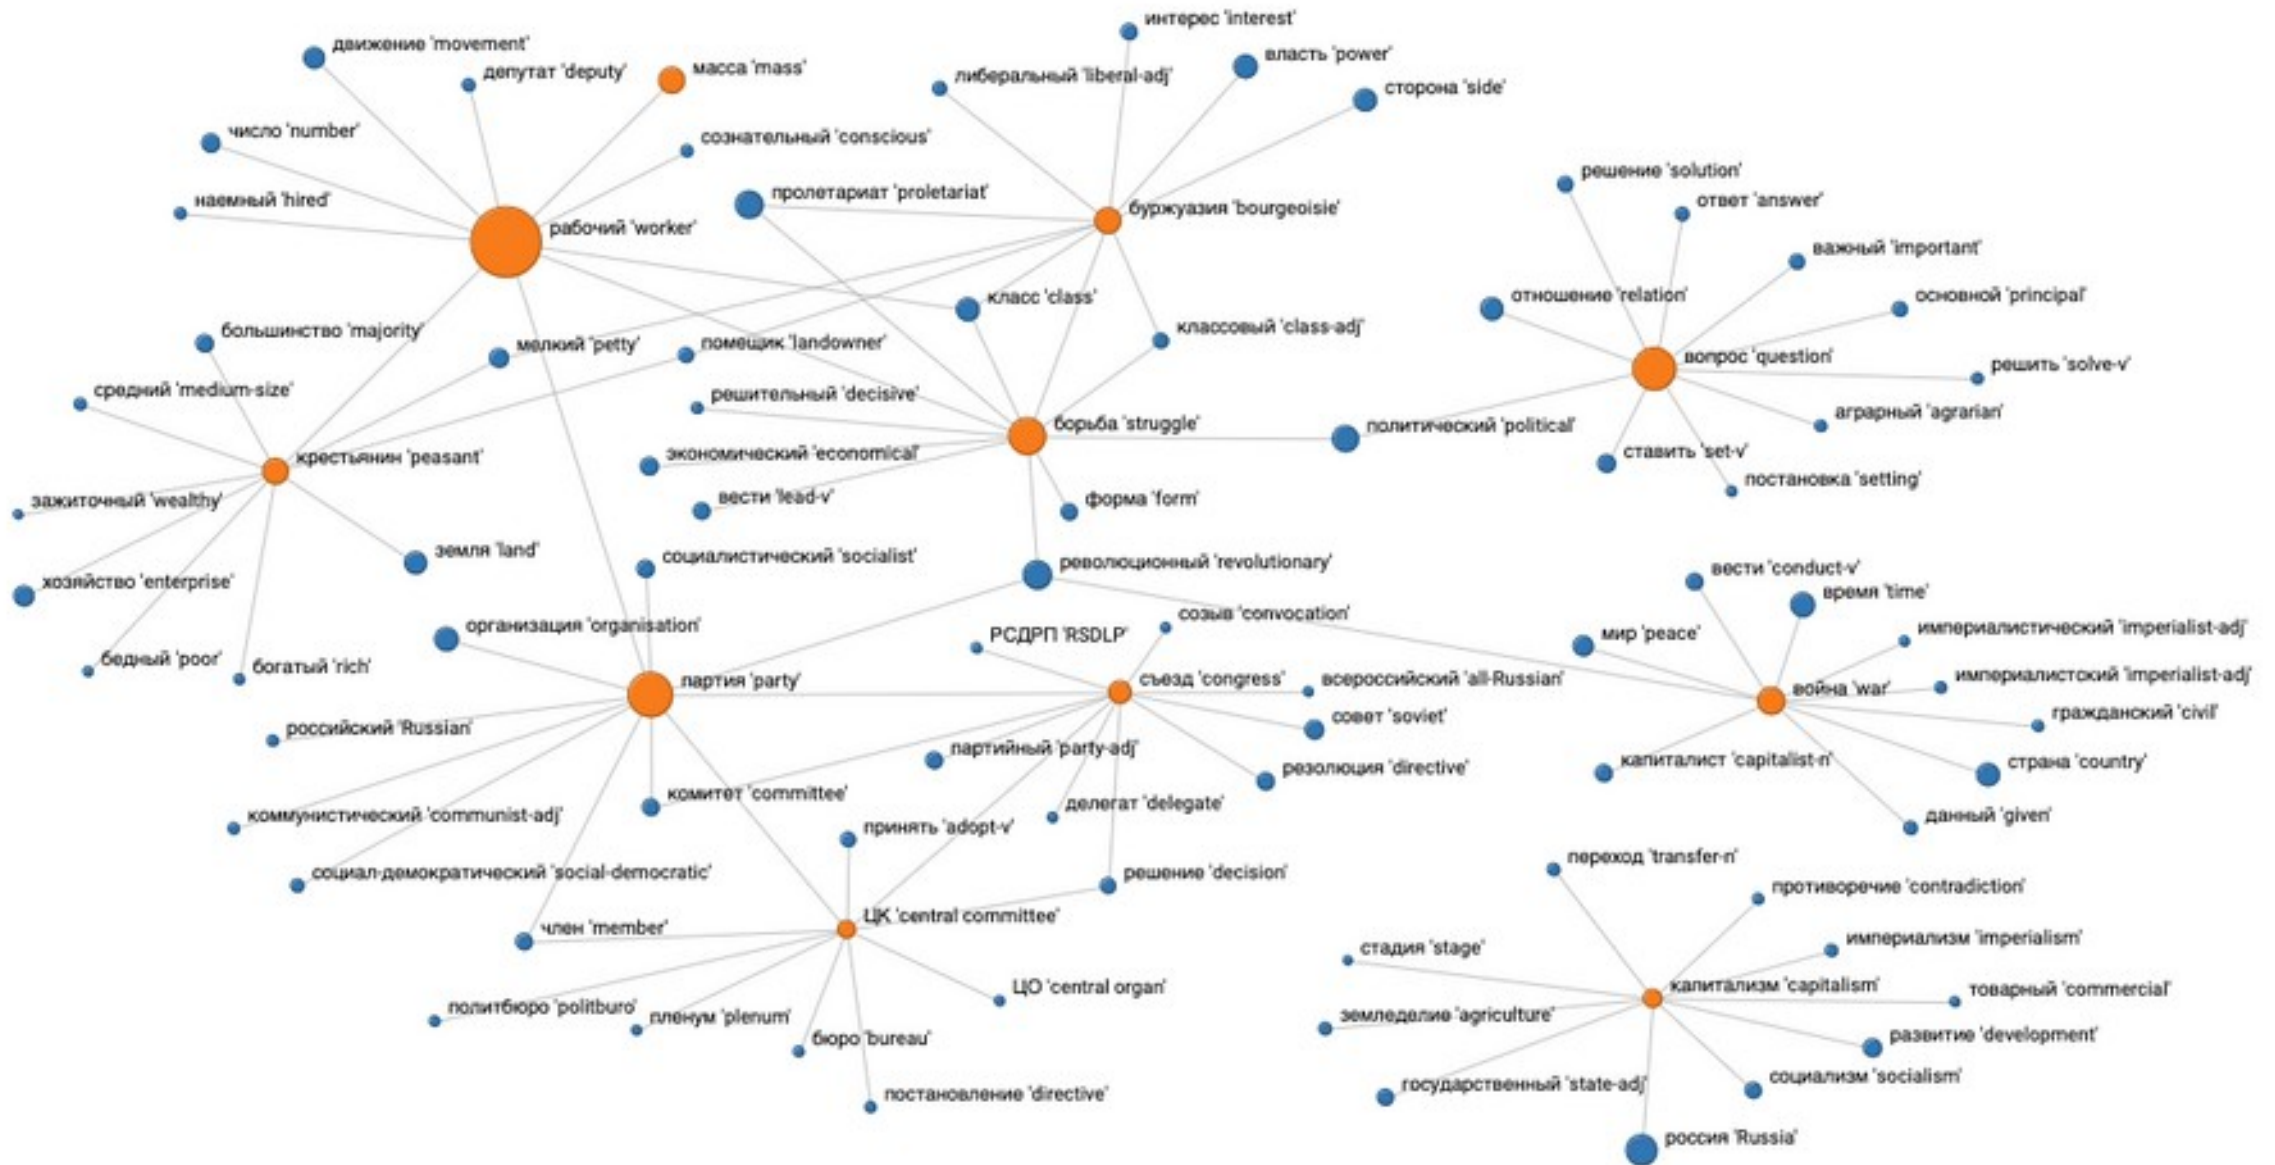 интерес 'interest'
движение 'movement'
власть 'power'
масса 'mass'
депутат 'deputy'
либеральный 'liberal-adj'
сторона 'side'
число 'number'
сознательный 'conscious'
решение 'solution'
пролетариат 'proletariat'
наемный 'hired'
ответ 'answer'
буржуазия 'bourgeoisie'
рабочий 'worker'
важный 'important'
класс 'class'
отношение 'relation'
основной 'principal'
большинство 'majority'
классовый 'class-adj'
мелкий 'petty'
помещик 'landowner'
вопрос 'question'
решить 'solve-v'
средний 'medium-size'
решительный 'decisive'
аграрный 'agrarian'
борьба 'struggle'
политический 'political'
крестьянин 'peasant'
экономический 'economical'
ставить 'set-v'
постановка 'setting'
зажиточный 'wealthy'
вести 'lead-v'
форма 'form'
земля 'land'
социалистический 'socialist'
революционный 'revolutionary'
вести 'conduct-v'
хозяйство 'enterprise'
время 'time'
созыв 'convocation'
организация 'organisation'
РСДРП 'RSDLP'
мир 'peace'
империалистический 'imperialist-adj'
бедный 'poor'
богатый 'rich'
партия 'party'
съезд 'congress'
всероссийский 'all-Russian'
война 'war'
империалистский 'imperialist-adj'
российский 'Russian'
совет 'soviet'
гражданский 'civil'
партийный 'party-adj'
резолюция 'directive'
капиталист 'capitalist-n'
страна 'country'
комитет 'committee'
делегат 'delegate'
коммунистический 'communist-adj'
принять 'adopt-v'
данный 'given'
переход 'transfer-n'
социал-демократический 'social-democratic'
решение 'decision'
противоречие 'contradiction'
член 'member'
ЦК 'central committee'
стадия 'stage'
империализм 'imperialism'
капитализм 'capitalism'
ЦО 'central organ'
товарный 'commercial'
политбюро 'politburo'
пленум 'plenum'
земледелие 'agriculture'
бюро 'bureau'
развитие 'development'
постановление 'directive'
государственный 'state-adj'
социализм 'socialism'
россия 'Russia'